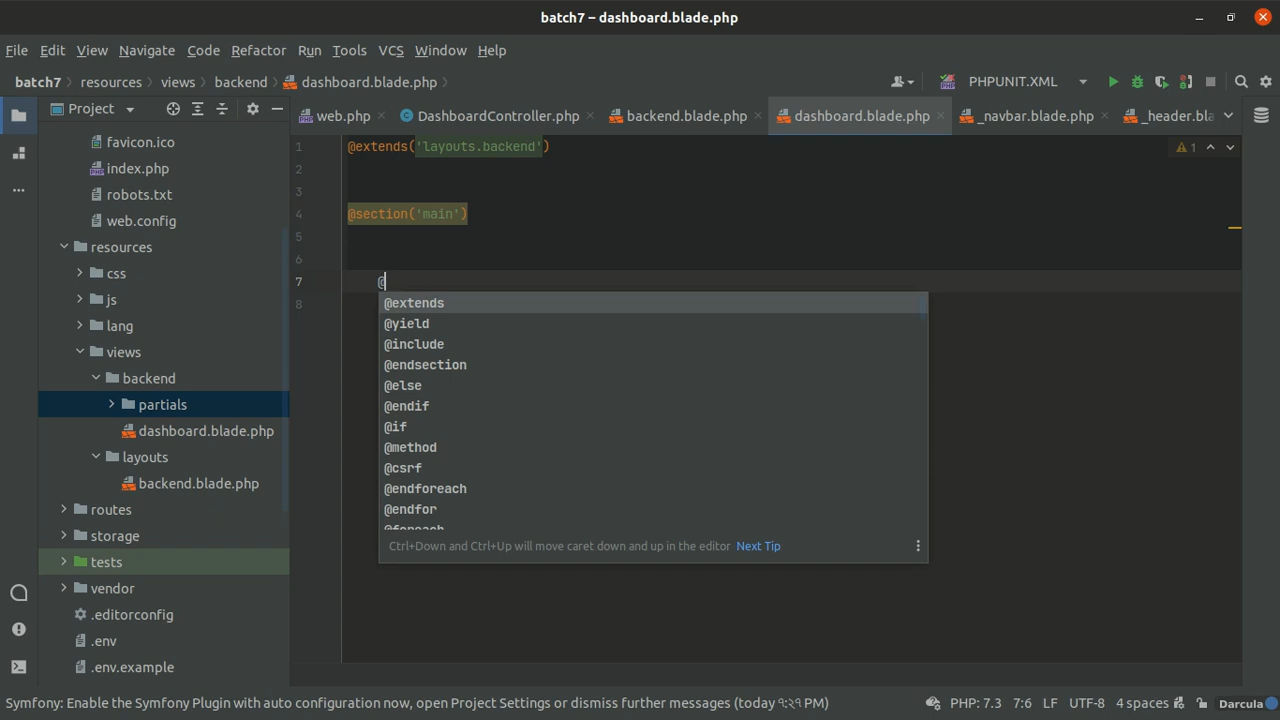 batch7 – dashboard.blade.php
File Edit View Navigate Code Refactor Run Tools VCS Window Help
batch7 resources views backend dashboard.blade.php PHPUNIT.XML
Project web.php DashboardController.php backend.blade.php dashboard.blade.php _navbar.blade.php _header.bla
favicon.ico
index.php
robots.txt
web.config
resources
css
js
lang
views
backend
partials
dashboard.blade.php
layouts
backend.blade.php
routes
storage
tests
vendor
.editorconfig
.env
.env.example
1 @extends('layouts.backend') 1
2
3
4 @section('main')
5
6
7 @
8
@extends
@yield
@include
@endsection
@else
@endif
@if
@method
@csrf
@endforeach
@endfor
@foreach
Ctrl+Down and Ctrl+Up will move caret down and up in the editor Next Tip
Symfony: Enable the Symfony Plugin with auto configuration now, open Project Settings or dismiss further messages (today ৭:২৭ PM) PHP: 7.3 7:6 LF UTF-8 4 spaces Darcula